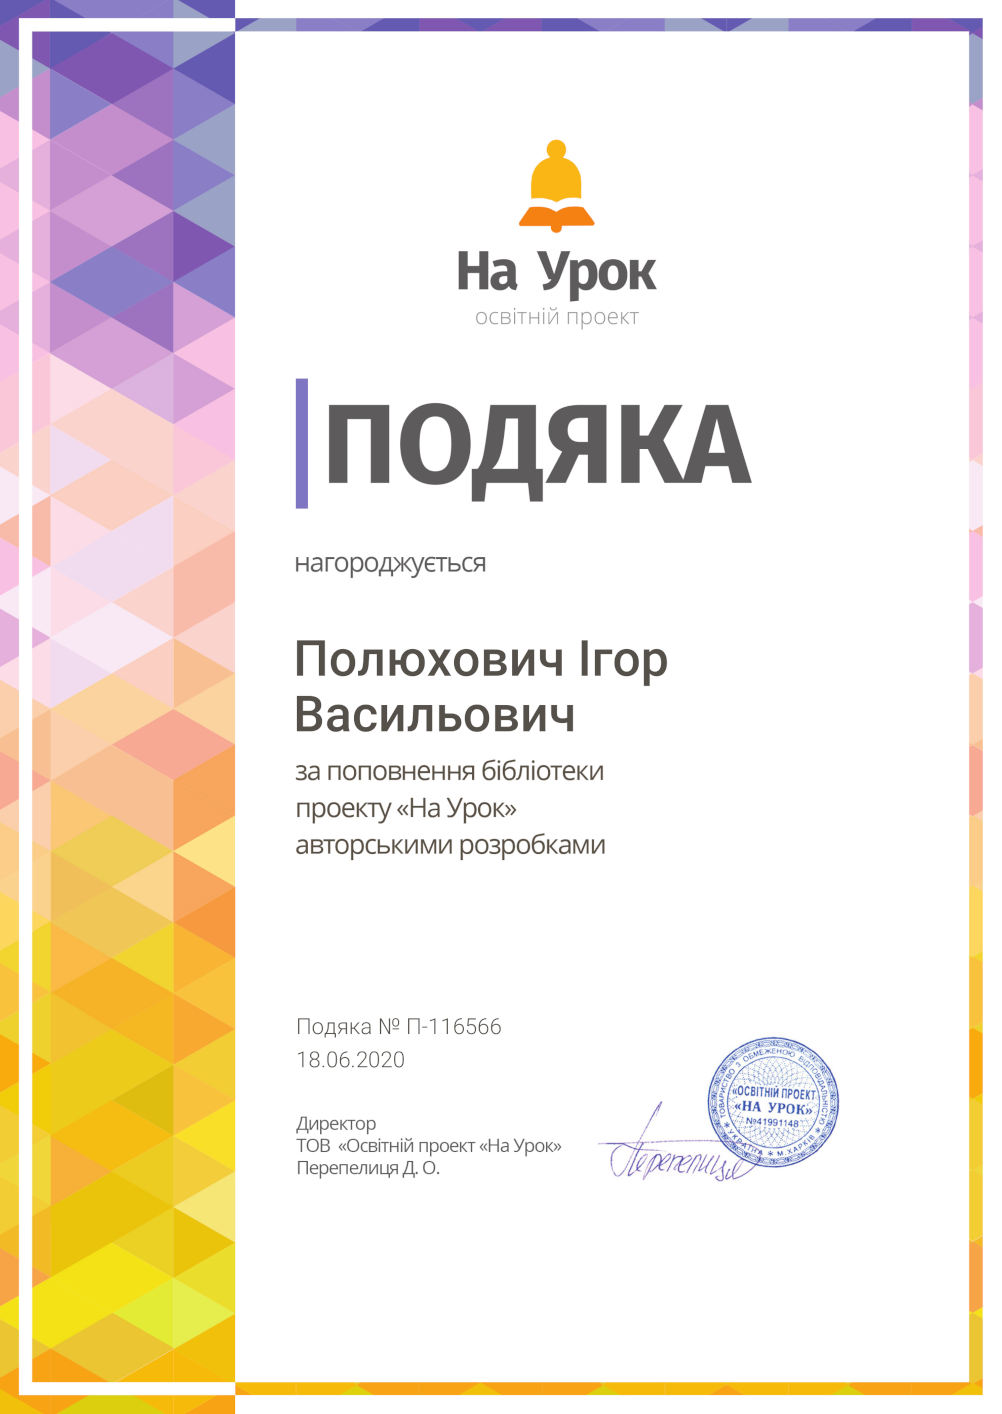 На Урок
освітній проект
ПОДЯКА
нагороджується
Полюхович Ігор
Васильович
за поповнення бібліотеки
проекту «На Урок»
авторськими розробками
Подяка № П-116566
18.06.2020
Директор
ТОВ «Освітній проект «На Урок»
Перепелиця Д. О.
Перепелиця
ТОВАРИСТВО З ОБМЕЖЕНОЮ ВІДПОВІДАЛЬНІСТЮ
«ОСВІТНІЙ ПРОЕКТ
«НА УРОК»
№41991148
* УКРАЇНА * М.ХАРКІВ *